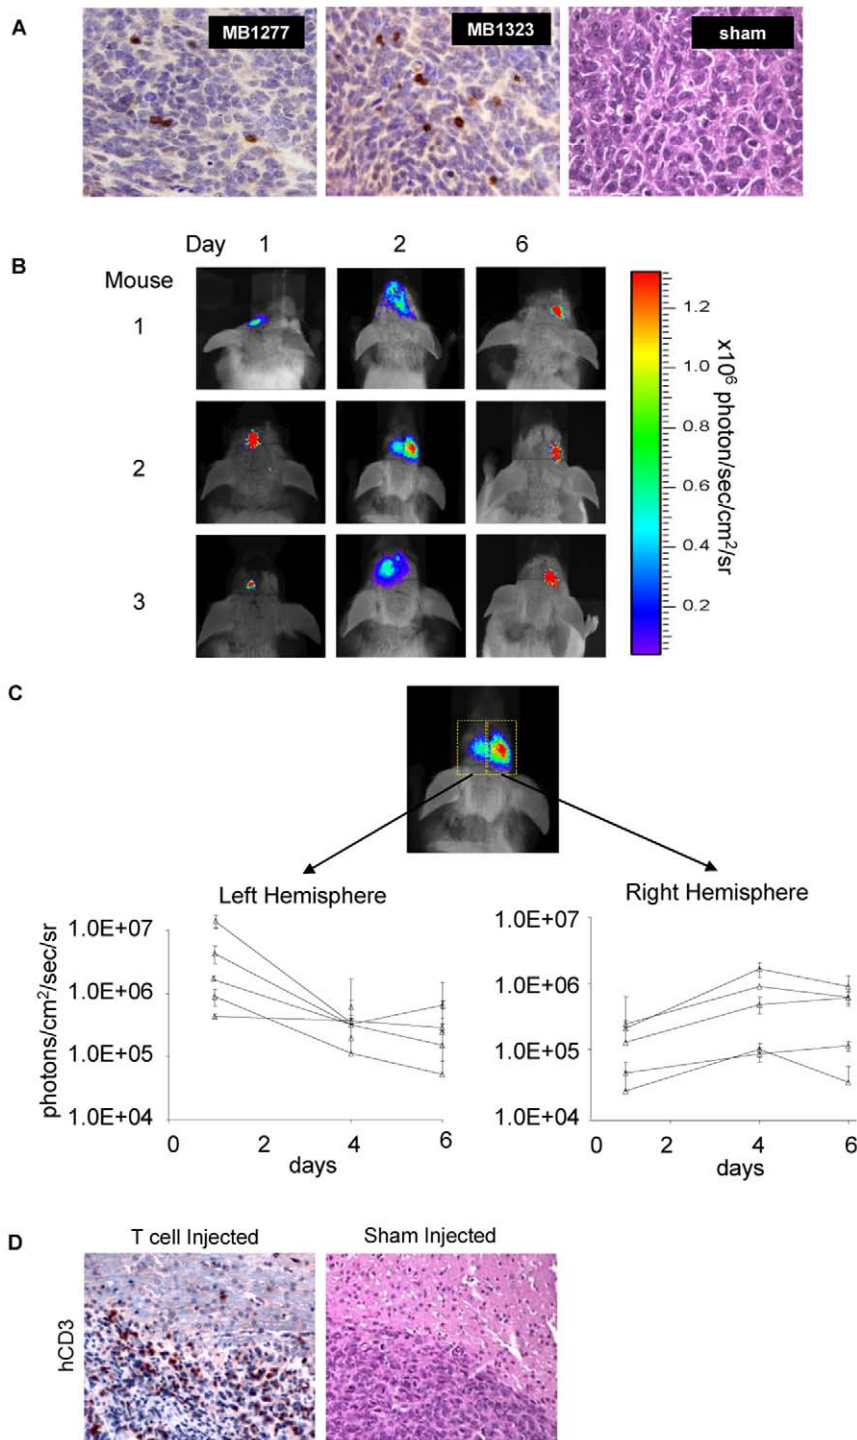 A
MB1277
MB1323
sham
B
Day 1 2 6
Mouse
1
2
3
1.2
1.0
0.8
0.6
0.4
0.2
x10⁶ photon/sec/cm²/sr
C
Left Hemisphere
Right Hemisphere
photons/cm²/sec/sr
1.0E+07
1.0E+06
1.0E+05
1.0E+04
0 2 4 6
days
1.0E+07
1.0E+06
1.0E+05
1.0E+04
0 2 4 6
days
D
T cell Injected
Sham Injected
hCD3